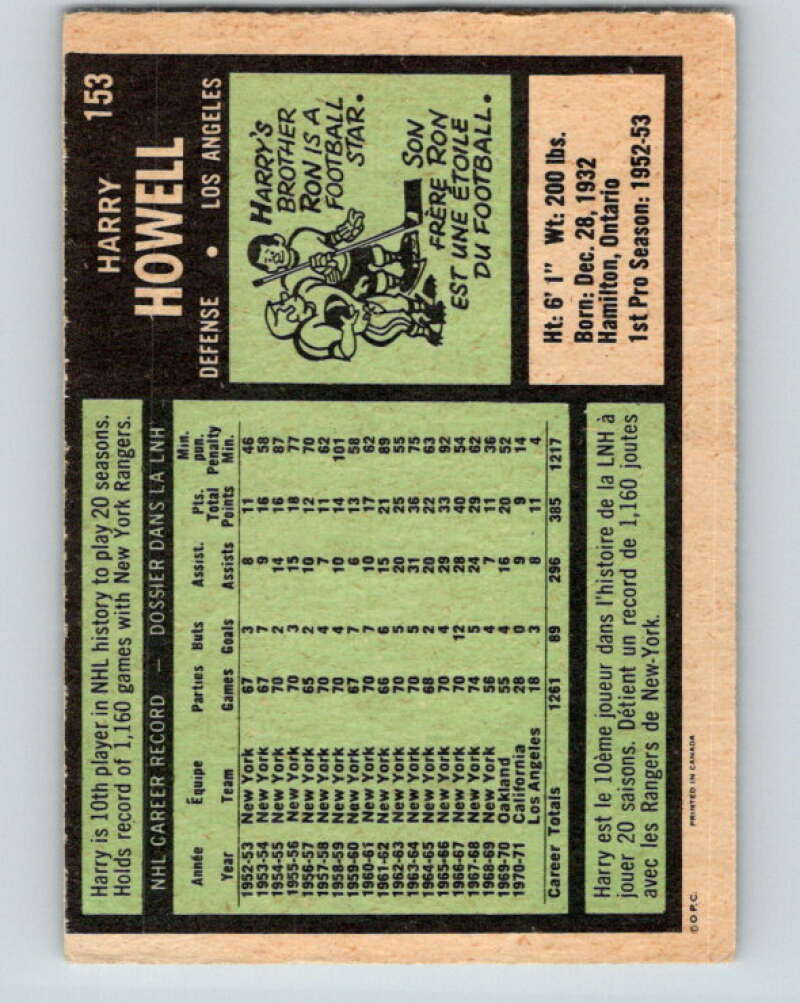 HARRY 153
HOWELL
DEFENSE • LOS ANGELES
HARRY'S
BROTHER
RON IS A
FOOTBALL
STAR.
SON
FRÈRE RON
EST UNE ÉTOILE
DU FOOTBALL.
Ht: 6' 1" Wt: 200 lbs.
Born: Dec. 28, 1932
Hamilton, Ontario
1st Pro Season: 1952-53
Harry is 10th player in NHL history to play 20 seasons.
Holds record of 1,160 games with New York Rangers.
NHL CAREER RECORD — DOSSIER DANS LA LNH
Année Équipe Parties Buts Assist. Pts. Total Min. pun.
Year Team Games Goals Assists Points Penalty Min.
1952-53 New York 67 3 8 11 46
1953-54 New York 67 7 9 16 58
1954-55 New York 70 2 14 16 87
1955-56 New York 70 3 15 18 77
1956-57 New York 65 2 10 12 70
1957-58 New York 70 4 7 11 62
1958-59 New York 70 4 10 14 101
1959-60 New York 67 7 6 13 58
1960-61 New York 70 7 10 17 62
1961-62 New York 66 6 15 21 89
1962-63 New York 70 5 20 25 55
1963-64 New York 70 5 31 36 75
1964-65 New York 68 2 20 22 63
1965-66 New York 70 4 29 33 92
1966-67 New York 70 12 28 40 54
1967-68 New York 74 5 24 29 62
1968-69 New York 56 4 7 11 36
1969-70 Oakland 55 4 16 20 52
1970-71 California 28 0 9 9 14
Los Angeles 18 3 8 11 4
Career Totals 1261 89 296 385 1217
Harry est le 10ème joueur dans l'histoire de la LNH à
jouer 20 saisons. Détient un record de 1,160 joutes
avec les Rangers de New-York.
© O.P.C. PRINTED IN CANADA